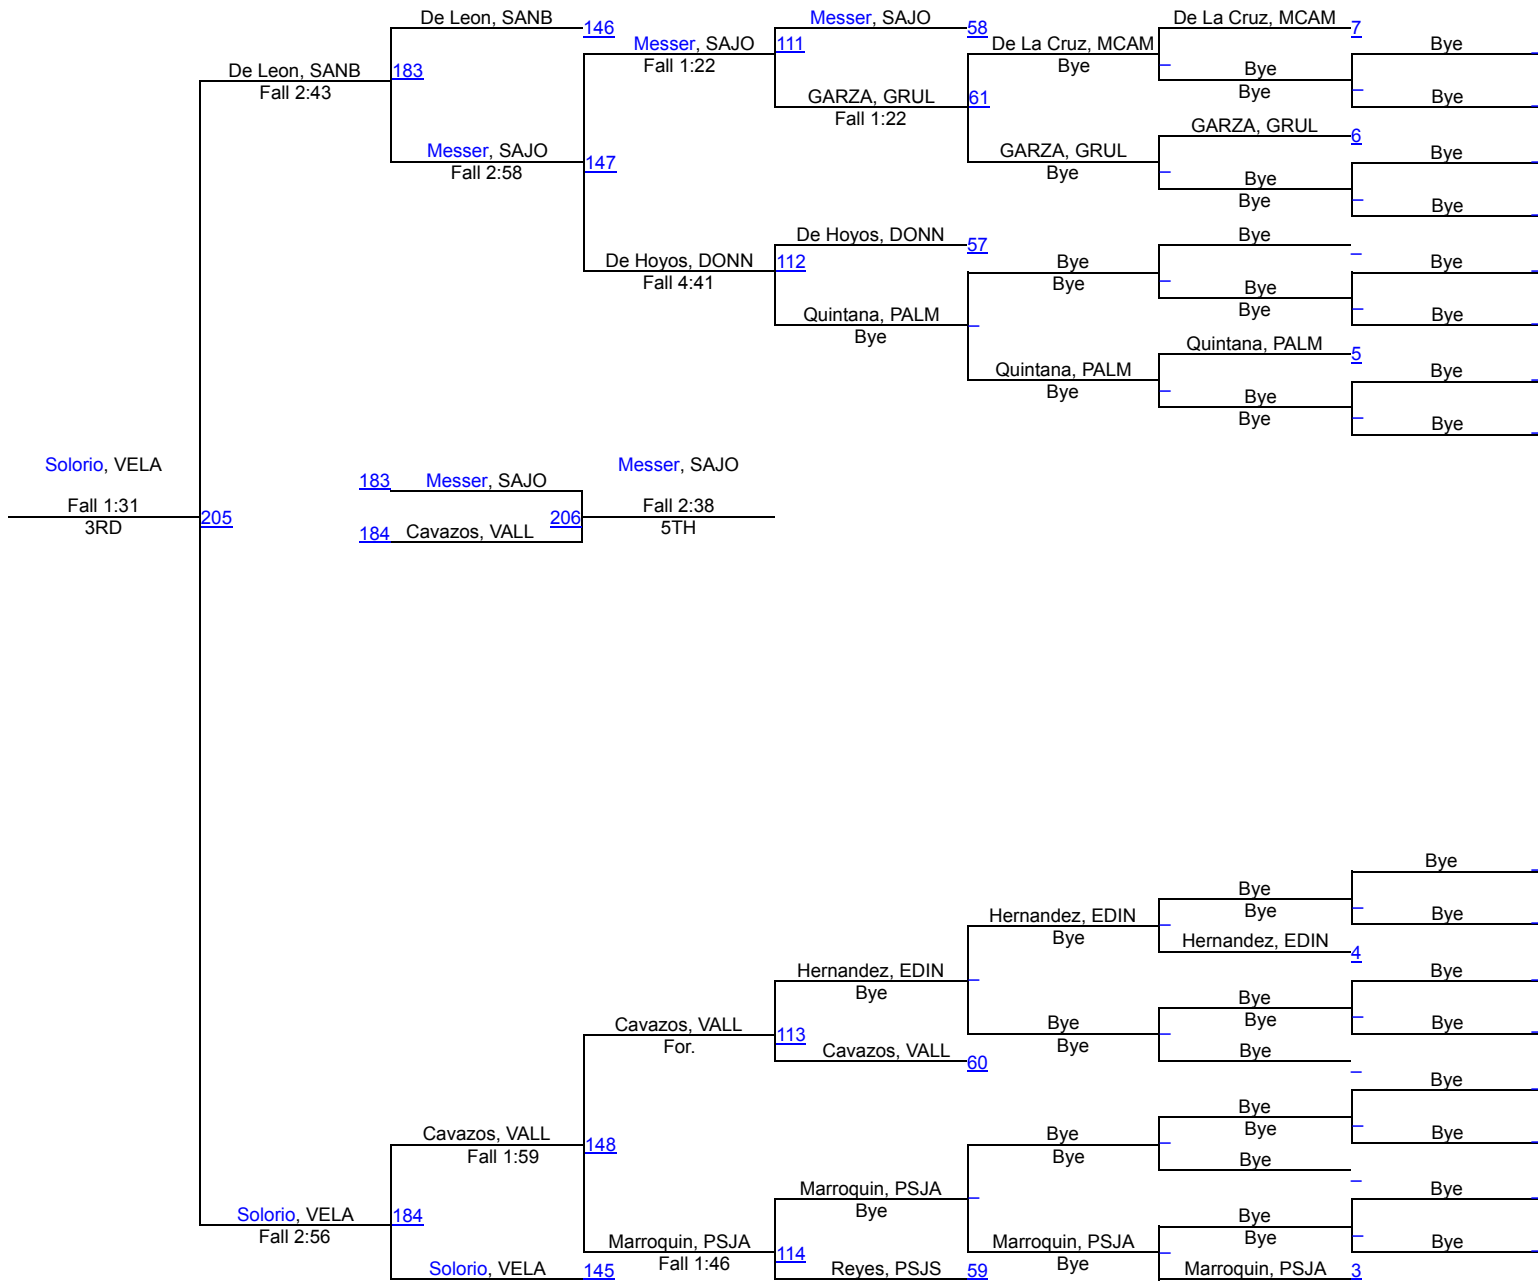 De Leon, SANB
146
Messer, SAJO
58
De La Cruz, MCAM
7
Messer, SAJO
111
De La Cruz, MCAM
Bye
Fall 1:22
Bye
De Leon, SANB
183
Bye
Fall 2:43
Bye
GARZA, GRUL
61
Bye
Fall 1:22
GARZA, GRUL
6
Messer, SAJO
147
GARZA, GRUL
Bye
Fall 2:58
Bye
Bye
Bye
Bye
De Hoyos, DONN
57
Bye
De Hoyos, DONN
112
Bye
Bye
Fall 4:41
Bye
Bye
Bye
Quintana, PALM
Bye
Bye
Quintana, PALM
5
Quintana, PALM
Bye
Bye
Bye
Bye
Bye
Solorio, VELA
Messer, SAJO
183
Messer, SAJO
Fall 1:31
Fall 2:38
205
206
3RD
5TH
184
Cavazos, VALL
Bye
Bye
Hernandez, EDIN
Bye
Bye
Bye
Hernandez, EDIN
4
Hernandez, EDIN
Bye
Bye
Bye
Cavazos, VALL
Bye
Bye
Bye
For.
113
Cavazos, VALL
60
Bye
Bye
Bye
Bye
Cavazos, VALL
148
Bye
Bye
Bye
Fall 1:59
Bye
Bye
Marroquin, PSJA
Bye
Bye
Solorio, VELA
184
Bye
Fall 2:56
Bye
Marroquin, PSJA
114
Marroquin, PSJA
Bye
Fall 1:46
Bye
Solorio, VELA
145
Reyes, PSJS
59
Marroquin, PSJA
3